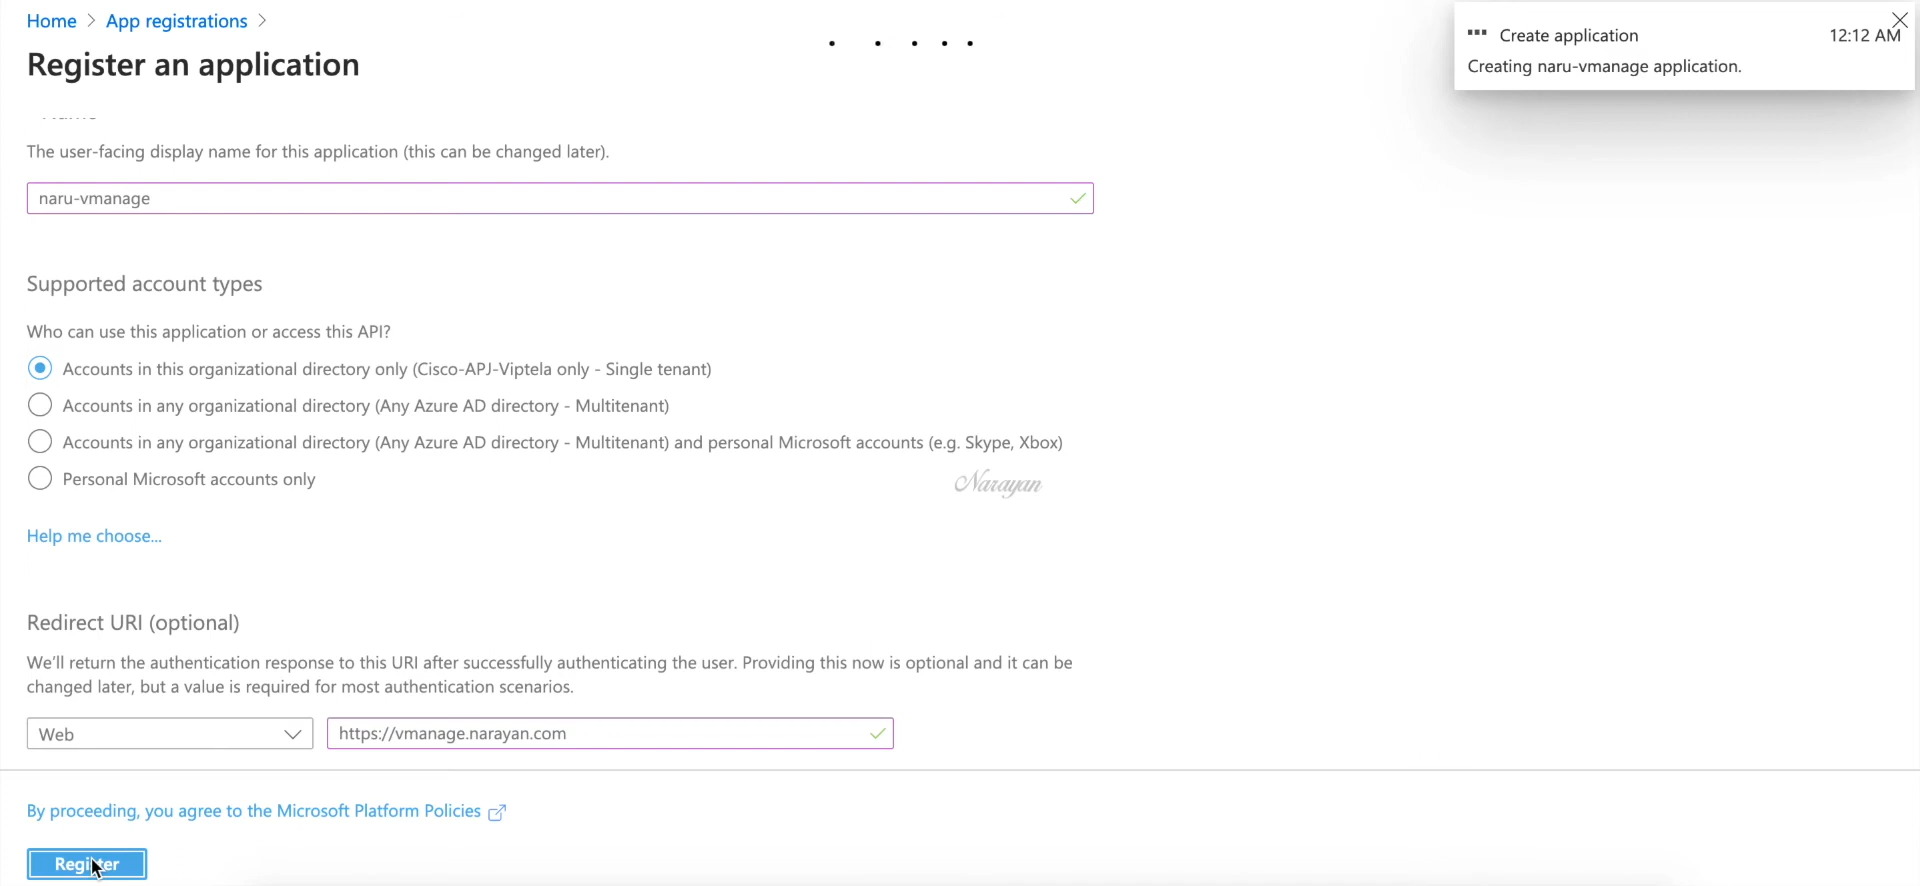 Home > App registrations >
Register an application
Create application 12:12 AM
Creating naru-vmanage application.
The user-facing display name for this application (this can be changed later).
naru-vmanage
Supported account types
Who can use this application or access this API?
Accounts in this organizational directory only (Cisco-APJ-Viptela only - Single tenant)
Accounts in any organizational directory (Any Azure AD directory - Multitenant)
Accounts in any organizational directory (Any Azure AD directory - Multitenant) and personal Microsoft accounts (e.g. Skype, Xbox)
Personal Microsoft accounts only
Narayan
Help me choose...
Redirect URI (optional)
We'll return the authentication response to this URI after successfully authenticating the user. Providing this now is optional and it can be
changed later, but a value is required for most authentication scenarios.
Web
https://vmanage.narayan.com
By proceeding, you agree to the Microsoft Platform Policies
Register